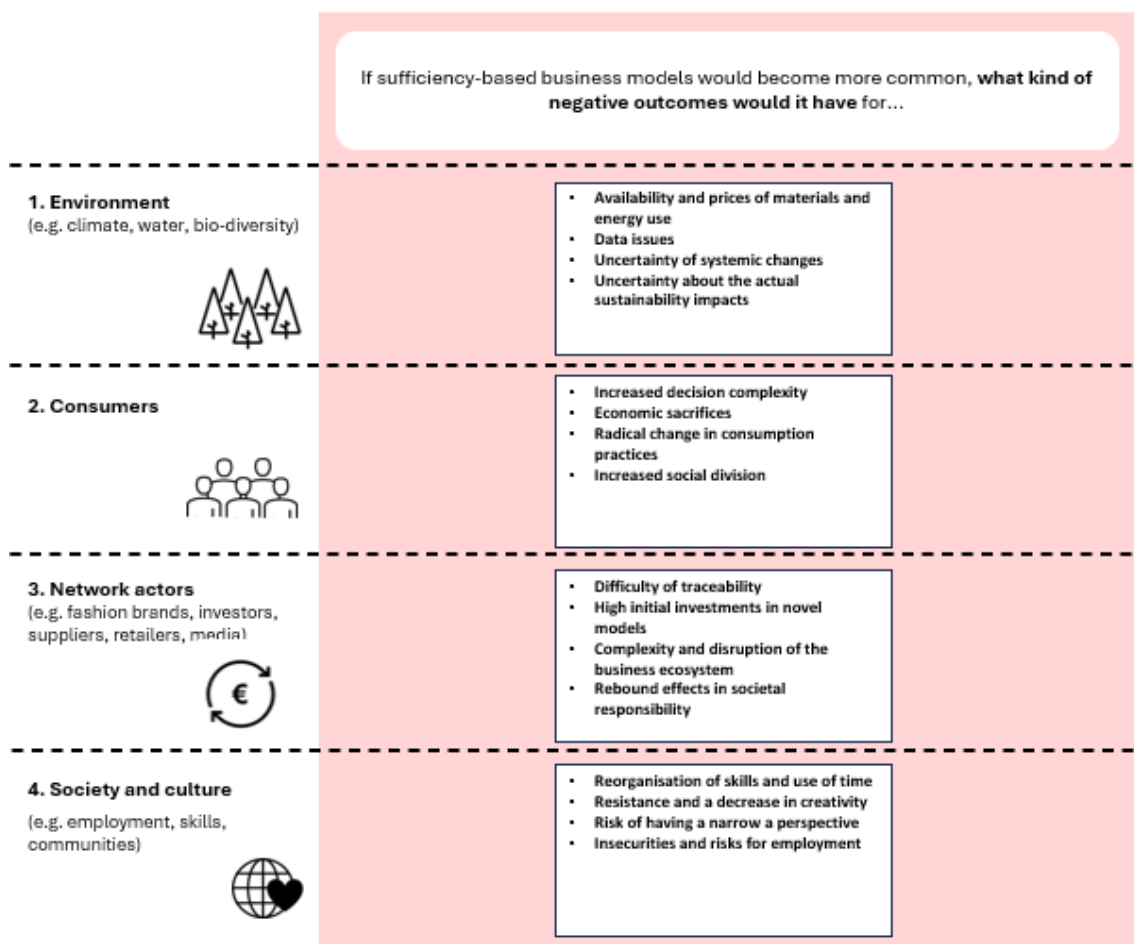 If sufficiency-based business models would become more common, what kind of
negative outcomes would it have for...
1. Environment
(e.g. climate, water, bio-diversity)
▪ Availability and prices of materials and
energy use
▪ Data issues
▪ Uncertainty of systemic changes
▪ Uncertainty about the actual
sustainability impacts
2. Consumers
▪ Increased decision complexity
▪ Economic sacrifices
▪ Radical change in consumption
practices
▪ Increased social division
3. Network actors
(e.g. fashion brands, investors,
suppliers, retailers, media)
€
▪ Difficulty of traceability
▪ High initial investments in novel
models
▪ Complexity and disruption of the
business ecosystem
▪ Rebound effects in societal
responsibility
4. Society and culture
(e.g. employment, skills,
communities)
▪ Reorganisation of skills and use of time
▪ Resistance and a decrease in creativity
▪ Risk of having a narrow a perspective
▪ Insecurities and risks for employment